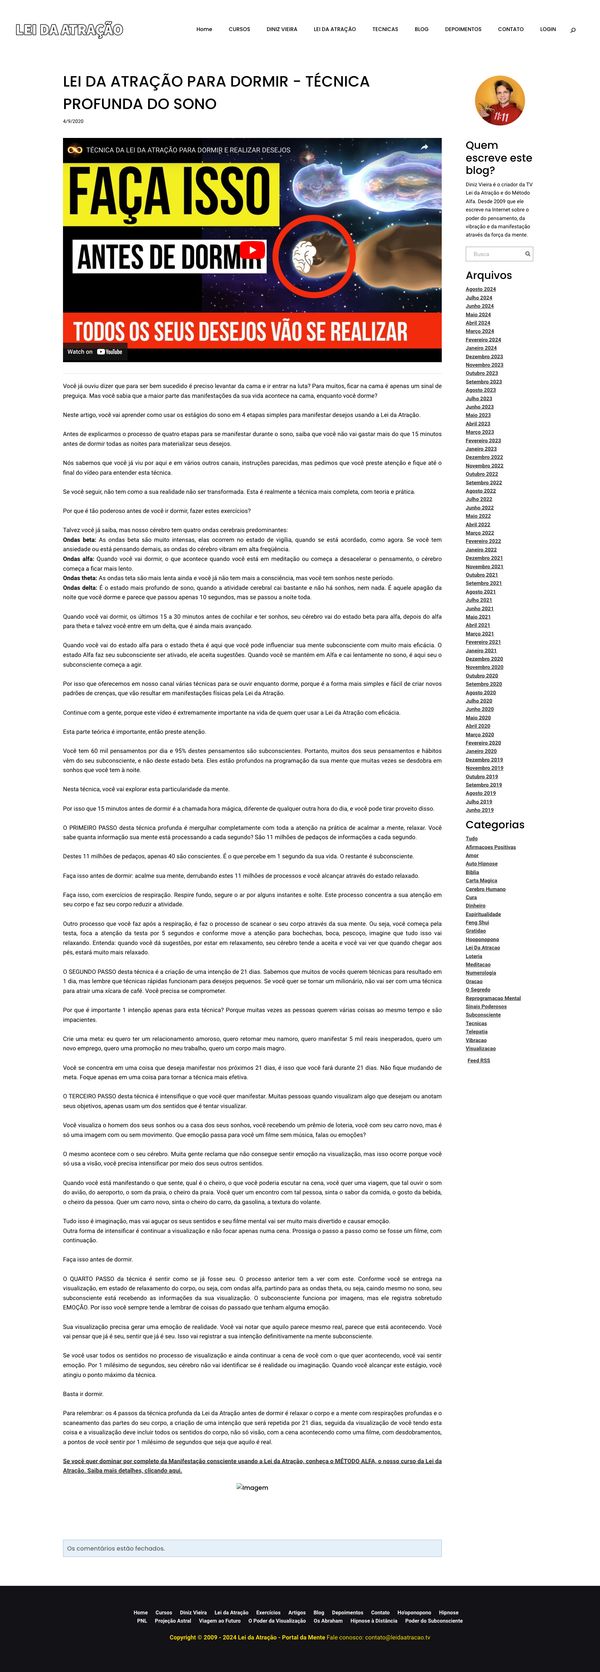 LEI DA ATRAÇÃO
Home CURSOS DINIZ VIEIRA LEI DA ATRAÇÃO TECNICAS BLOG DEPOIMENTOS CONTATO LOGIN
LEI DA ATRAÇÃO PARA DORMIR - TÉCNICA
PROFUNDA DO SONO
4/9/2020
TÉCNICA DA LEI DA ATRAÇÃO PARA DORMIR E REALIZAR DESEJOS
FAÇA ISSO
ANTES DE DORMIR
TODOS OS SEUS DESEJOS VÃO SE REALIZAR
Watch on YouTube
Você já ouviu dizer que para ser bem sucedido é preciso levantar da cama e ir entrar na luta? Para muitos, ficar na cama é apenas um sinal de
preguiça. Mas você sabia que a maior parte das manifestações da sua vida acontece na cama, enquanto você dorme?
Neste artigo, você vai aprender como usar os estágios do sono em 4 etapas simples para manifestar desejos usando a Lei da Atração.
Antes de explicarmos o processo de quatro etapas para se manifestar durante o sono, saiba que você não vai gastar mais do que 15 minutos
antes de dormir todas as noites para materializar seus desejos.
Nós sabemos que você já viu por aqui e em vários outros canais, instruções parecidas, mas pedimos que você preste atenção e fique até o
final do vídeo para entender esta técnica.
Se você seguir, não tem como a sua realidade não ser transformada. Esta é realmente a técnica mais completa, com teoria e prática.
Por que é tão poderoso antes de você ir dormir, fazer estes exercícios?
Talvez você já saiba, mas nosso cérebro tem quatro ondas cerebrais predominantes:
Ondas beta: As ondas beta são muito intensas, elas ocorrem no estado de vigília, quando se está acordado, como agora. Se você tem
ansiedade ou está pensando demais, as ondas do cérebro vibram em alta freqüência.
Ondas alfa: Quando você vai dormir, o que acontece quando você está em meditação ou começa a desacelerar o pensamento, o cérebro
começa a ficar mais lento.
Ondas theta: As ondas teta são mais lenta ainda e você já não tem mais a consciência, mas você tem sonhos neste período.
Ondas delta: É o estado mais profundo de sono, quando a atividade cerebral cai bastante e não há sonhos, nem nada. É aquele apagão da
noite que você dorme e parece que passou apenas 10 segundos, mas se passou a noite toda.
Quando você vai dormir, os últimos 15 a 30 minutos antes de cochilar e ter sonhos, seu cérebro vai do estado beta para alfa, depois do alfa
para theta e talvez você entre em um delta, que é ainda mais avançado.
Quando você vai do estado alfa para o estado theta é aqui que você pode influenciar sua mente subconsciente com muito mais eficácia. O
estado Alfa faz seu subconsciente ser ativado, ele aceita sugestões. Quando você se mantém em Alfa e cai lentamente no sono, é aqui seu o
subconsciente começa a agir.
Por isso que oferecemos em nosso canal várias técnicas para se ouvir enquanto dorme, porque é a forma mais simples e fácil de criar novos
padrões de crenças, que vão resultar em manifestações físicas pela Lei da Atração.
Continue com a gente, porque este vídeo é extremamente importante na vida de quem quer usar a Lei da Atração com eficácia.
Esta parte teórica é importante, então preste atenção.
Você tem 60 mil pensamentos por dia e 95% destes pensamentos são subconscientes. Portanto, muitos dos seus pensamentos e hábitos
vêm do seu subconsciente, e não deste estado beta. Eles estão profundos na programação da sua mente que muitas vezes se desdobra em
sonhos que você tem à noite.
Nesta técnica, você vai explorar esta particularidade da mente.
Por isso que 15 minutos antes de dormir é a chamada hora mágica, diferente de qualquer outra hora do dia, e você pode tirar proveito disso.
O PRIMEIRO PASSO desta técnica profunda é mergulhar completamente com toda a atenção na prática de acalmar a mente, relaxar. Você
sabe quanta informação sua mente está processando a cada segundo? São 11 milhões de pedaços de informações a cada segundo.
Destes 11 milhões de pedaços, apenas 40 são conscientes. É o que percebe em 1 segundo da sua vida. O restante é subconsciente.
Faça isso antes de dormir: acalme sua mente, derrubando estes 11 milhões de processos e você alcançar através do estado relaxado.
Faça isso, com exercícios de respiração. Respire fundo, segure o ar por alguns instantes e solte. Este processo concentra a sua atenção em
seu corpo e faz seu corpo reduzir a atividade.
Outro processo que você faz após a respiração, é faz o processo de scanear o seu corpo através da sua mente. Ou seja, você começa pela
testa, foca a atenção da testa por 5 segundos e conforme move a atenção para bochechas, boca, pescoço, imagine que tudo isso vai
relaxando. Entenda: quando você dá sugestões, por estar em relaxamento, seu cérebro tende a aceita e você vai ver que quando chegar aos
pés, estará muito mais relaxado.
O SEGUNDO PASSO desta técnica é a criação de uma intenção de 21 dias. Sabemos que muitos de vocês querem técnicas para resultado em
1 dia, mas lembre que técnicas rápidas funcionam para desejos pequenos. Se você quer se tornar um milionário, não vai ser com uma técnica
para atrair uma xícara de café. Você precisa se comprometer.
Por que é importante 1 intenção apenas para esta técnica? Porque muitas vezes as pessoas querem várias coisas ao mesmo tempo e são
impacientes.
Crie uma meta: eu quero ter um relacionamento amoroso, quero retomar meu namoro, quero manifestar 5 mil reais inesperados, quero um
novo emprego, quero uma promoção no meu trabalho, quero um corpo mais magro.
Você se concentra em uma coisa que deseja manifestar nos próximos 21 dias, é isso que você fará durante 21 dias. Não fique mudando de
meta. Foque apenas em uma coisa para tornar a técnica mais efetiva.
O TERCEIRO PASSO desta técnica é intensifique o que você quer manifestar. Muitas pessoas quando visualizam algo que desejam ou anotam
seus objetivos, apenas usam um dos sentidos que é tentar visualizar.
Você visualiza o homem dos seus sonhos ou a casa dos seus sonhos, você recebendo um prêmio de loteria, você com seu carro novo, mas é
só uma imagem com ou sem movimento. Que emoção passa para você um filme sem música, falas ou emoções?
O mesmo acontece com o seu cérebro. Muita gente reclama que não consegue sentir emoção na visualização, mas isso ocorre porque você
só usa a visão, você precisa intensificar por meio dos seus outros sentidos.
Quando você está manifestando o que sente, qual é o cheiro, o que você poderia escutar na cena, você quer uma viagem, que tal ouvir o som
do avião, do aeroporto, o som da praia, o cheiro da praia. Você quer um encontro com tal pessoa, sinta o sabor da comida, o gosto da bebida,
o cheiro da pessoa. Quer um carro novo, sinta o cheiro do carro, da gasolina, a textura do volante.
Tudo isso é imaginação, mas vai aguçar os seus sentidos e seu filme mental vai ser muito mais divertido e causar emoção.
Outra forma de intensificar é continuar a visualização e não focar apenas numa cena. Prossiga o passo a passo como se fosse um filme, com
continuação.
Faça isso antes de dormir.
O QUARTO PASSO da técnica é sentir como se já fosse seu. O processo anterior tem a ver com este. Conforme você se entrega na
visualização, em estado de relaxamento do corpo, ou seja, com ondas alfa, partindo para as ondas theta, ou seja, caindo mesmo no sono, seu
subconsciente está recebendo as informações da sua visualização. O subconsciente funciona por imagens, mas ele registra sobretudo
EMOÇÃO. Por isso você sempre tende a lembrar de coisas do passado que tenham alguma emoção.
Sua visualização precisa gerar uma emoção de realidade. Você vai notar que aquilo parece mesmo real, parece que está acontecendo. Você
vai pensar que já é seu, sentir que já é seu. Isso vai registrar a sua intenção definitivamente na mente subconsciente.
Se você usar todos os sentidos no processo de visualização e ainda continuar a cena de você com o que quer acontecendo, você vai sentir
emoção. Por 1 milésimo de segundos, seu cérebro não vai identificar se é realidade ou imaginação. Quando você alcançar este estágio, você
atingiu o ponto máximo da técnica.
Basta ir dormir.
Para relembrar: os 4 passos da técnica profunda da Lei da Atração antes de dormir é relaxar o corpo e a mente com respirações profundas e o
scaneamento das partes do seu corpo, a criação de uma intenção que será repetida por 21 dias, seguida da visualização de você tendo esta
coisa e a visualização deve incluir todos os sentidos do corpo, não só visão, com a cena acontecendo como uma filme, com desdobramentos,
a pontos de você sentir por 1 milésimo de segundos que seja que aquilo é real.
Se você quer dominar por completo da Manifestação consciente usando a Lei da Atração, conheça o MÉTODO ALFA, o nosso curso da Lei da
Atração. Saiba mais detalhes, clicando aqui.
Imagem
Os comentários estão fechados.
11:11
Quem
escreve este
blog?
Diniz Vieira é o criador da TV
Lei da Atração e do Método
Alfa. Desde 2009 que ele
escreve na Internet sobre o
poder do pensamento, da
vibração e da manifestação
através da força da mente.
Busca
Arquivos
Agosto 2024
Julho 2024
Junho 2024
Maio 2024
Abril 2024
Março 2024
Fevereiro 2024
Janeiro 2024
Dezembro 2023
Novembro 2023
Outubro 2023
Setembro 2023
Agosto 2023
Julho 2023
Junho 2023
Maio 2023
Abril 2023
Março 2023
Fevereiro 2023
Janeiro 2023
Dezembro 2022
Novembro 2022
Outubro 2022
Setembro 2022
Agosto 2022
Julho 2022
Junho 2022
Maio 2022
Abril 2022
Março 2022
Fevereiro 2022
Janeiro 2022
Dezembro 2021
Novembro 2021
Outubro 2021
Setembro 2021
Agosto 2021
Julho 2021
Junho 2021
Maio 2021
Abril 2021
Março 2021
Fevereiro 2021
Janeiro 2021
Dezembro 2020
Novembro 2020
Outubro 2020
Setembro 2020
Agosto 2020
Julho 2020
Junho 2020
Maio 2020
Abril 2020
Março 2020
Fevereiro 2020
Janeiro 2020
Dezembro 2019
Novembro 2019
Outubro 2019
Setembro 2019
Agosto 2019
Julho 2019
Junho 2019
Categorias
Tudo
Afirmacoes Positivas
Amor
Auto Hipnose
Biblia
Carta Magica
Cerebro Humano
Cura
Dinheiro
Espiritualidade
Feng Shui
Gratidao
Hooponopono
Lei Da Atracao
Loteria
Meditacao
Numerologia
Oracao
O Segredo
Reprogramacao Mental
Sinais Poderosos
Subconsciente
Tecnicas
Telepatia
Vibracao
Visualizacao
Feed RSS
Home Cursos Diniz Vieira Lei da Atração Exercícios Artigos Blog Depoimentos Contato Ho'oponopono Hipnose
PNL Projeção Astral Viagem ao Futuro O Poder da Visualização Os Abraham Hipnose à Distância Poder do Subconsciente
Copyright © 2009 - 2024 Lei da Atração - Portal da Mente Fale conosco: contato@leidaatracao.tv